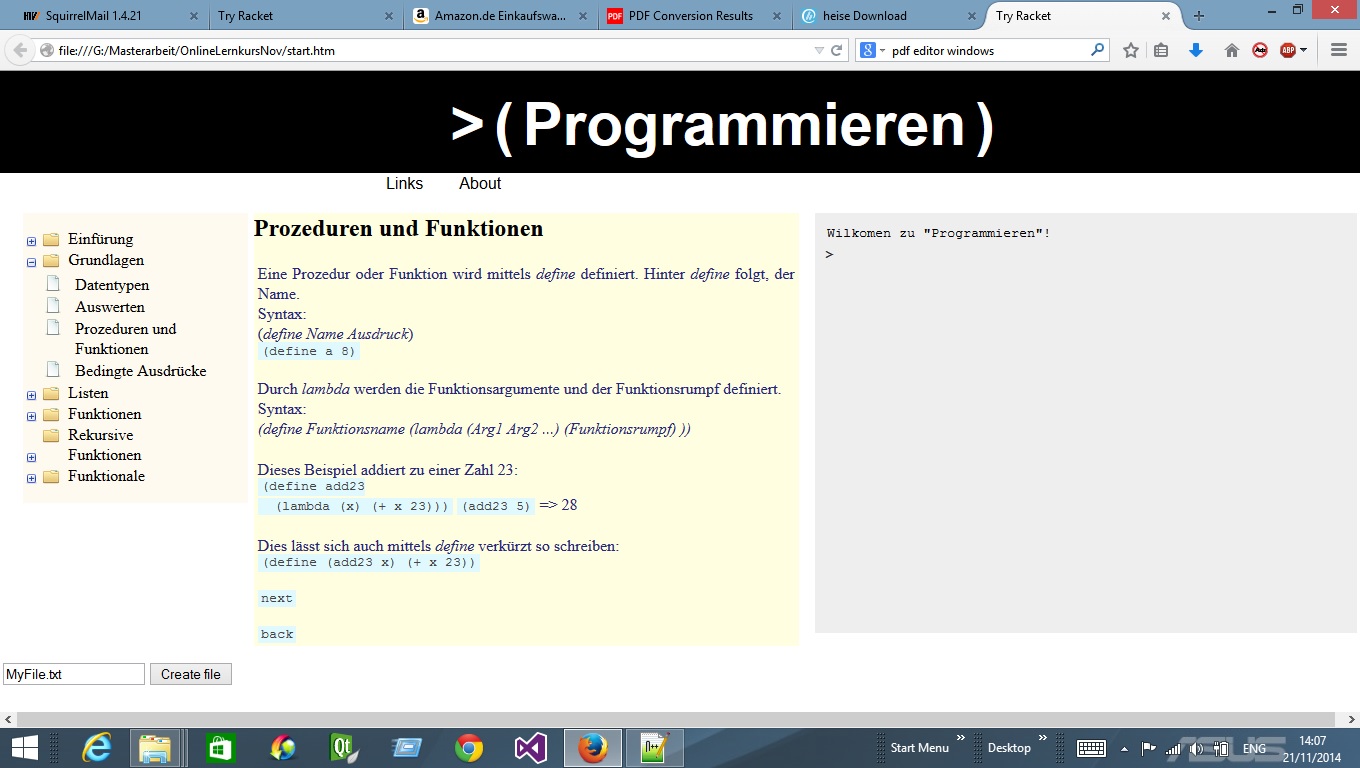 SquirrelMail 1.4.21
Try Racket
Amazon.de Einkaufswa...
PDF Conversion Results
heise Download
Try Racket
file:///G:/Masterarbeit/OnlineLernkursNov/start.htm
pdf editor windows
>(Programmieren)
Links About
Einfürung
Grundlagen
Datentypen
Auswerten
Prozeduren und
Funktionen
Bedingte Ausdrücke
Listen
Funktionen
Rekursive
Funktionen
Funktionale
Prozeduren und Funktionen
Eine Prozedur oder Funktion wird mittels define definiert. Hinter define folgt, der
Name.
Syntax:
(define Name Ausdruck)
(define a 8)
Durch lambda werden die Funktionsargumente und der Funktionsrumpf definiert.
Syntax:
(define Funktionsname (lambda (Arg1 Arg2 ...) (Funktionsrumpf) ))
Dieses Beispiel addiert zu einer Zahl 23:
(define add23
(lambda (x) (+ x 23))) (add23 5) => 28
Dies lässt sich auch mittels define verkürzt so schreiben:
(define (add23 x) (+ x 23))
next
back
Wilkomen zu "Programmieren"!
>
MyFile.txt Create file
Start Menu
Desktop
ENG
14:07
21/11/2014
ASUS